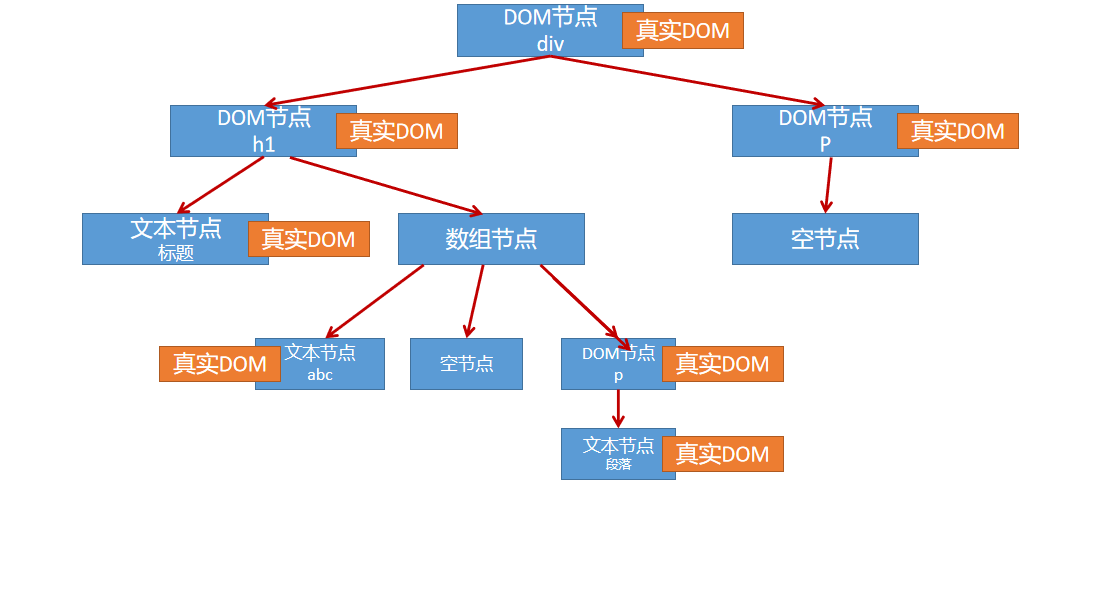 DOM节点
div
真实DOM
DOM节点
h1
真实DOM
DOM节点
P
真实DOM
文本节点
标题
真实DOM
数组节点
空节点
真实DOM
文本节点
abc
空节点
DOM节点
p
真实DOM
文本节点
段落
真实DOM